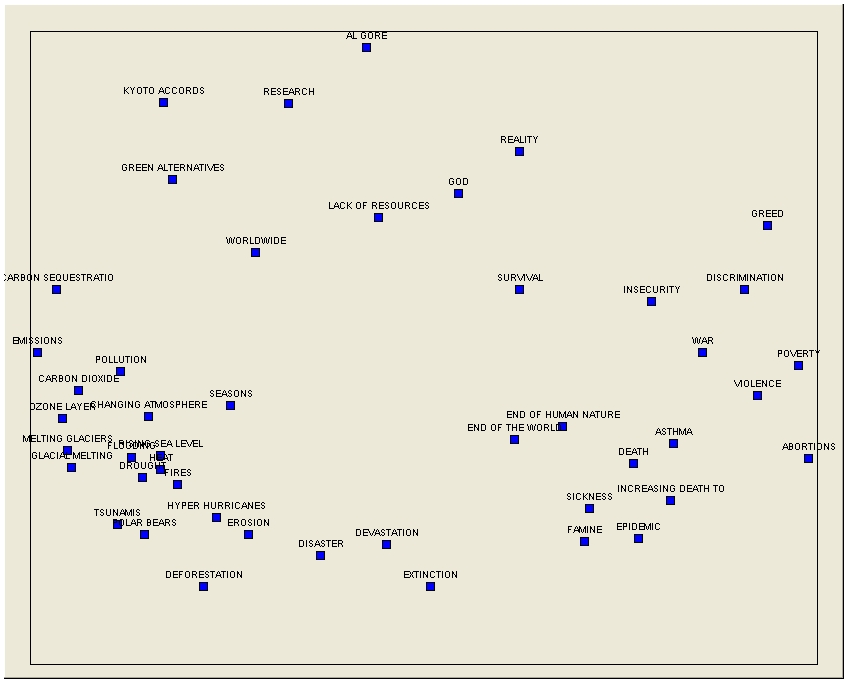 AL GORE
KYOTO ACCORDS
RESEARCH
REALITY
GREEN ALTERNATIVES
GOD
LACK OF RESOURCES
GREED
WORLDWIDE
CARBON SEQUESTRATIO
SURVIVAL
DISCRIMINATION
INSECURITY
EMISSIONS
WAR
POVERTY
POLLUTION
CARBON DIOXIDE
VIOLENCE
SEASONS
OZONE LAYER
CHANGING ATMOSPHERE
END OF HUMAN NATURE
END OF THE WORLD
ASTHMA
MELTING GLACIERS
FLOODING
RISING SEA LEVEL
ABORTIONS
GLACIAL MELTING
HEAT
DEATH
DROUGHT
FIRES
INCREASING DEATH TO
SICKNESS
HYPER HURRICANES
TSUNAMIS
POLAR BEARS
EROSION
FAMINE
EPIDEMIC
DEVASTATION
DISASTER
DEFORESTATION
EXTINCTION